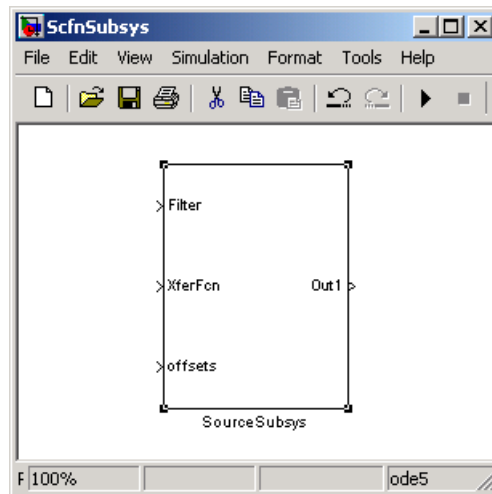 ScfnSubsys
File Edit View Simulation Format Tools Help
Filter
XferFcn Out1
offsets
SourceSubsys
F 100% ode5